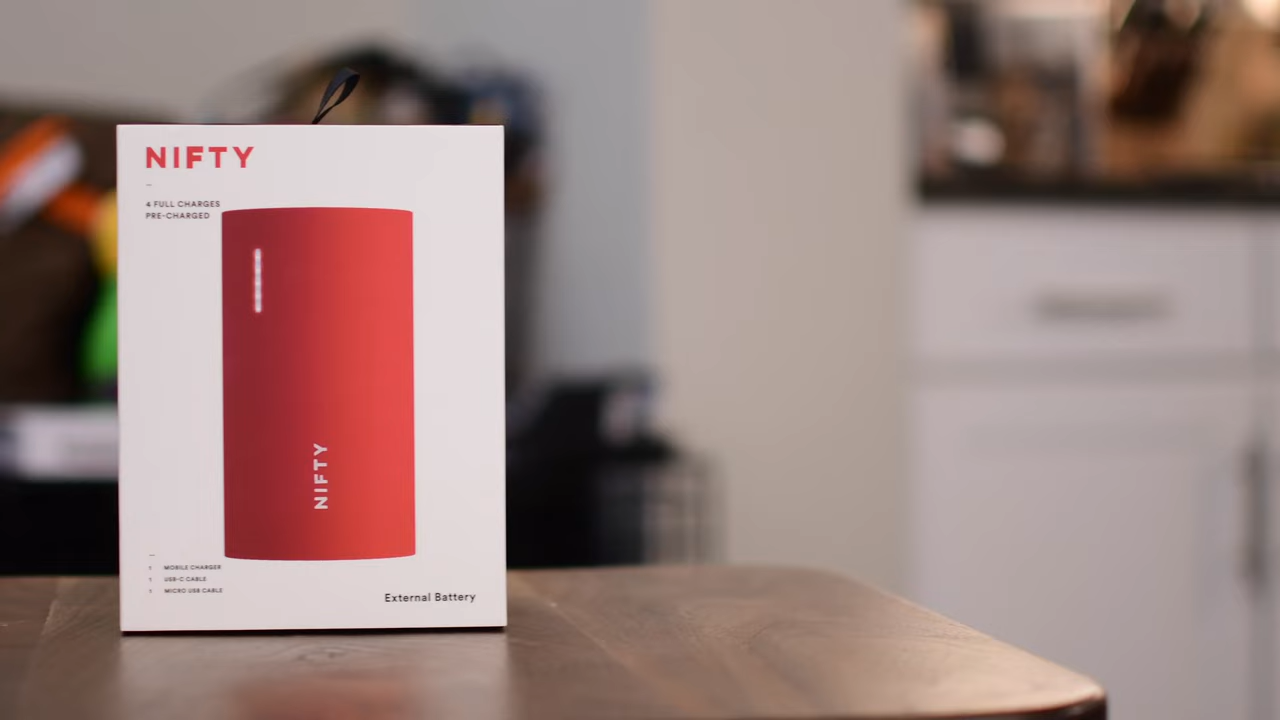 NIFTY
4 FULL CHARGES
PRE-CHARGED
NIFTY
1 MOBILE CHARGER
1 USB-C CABLE
1 MICRO USB CABLE
External Battery